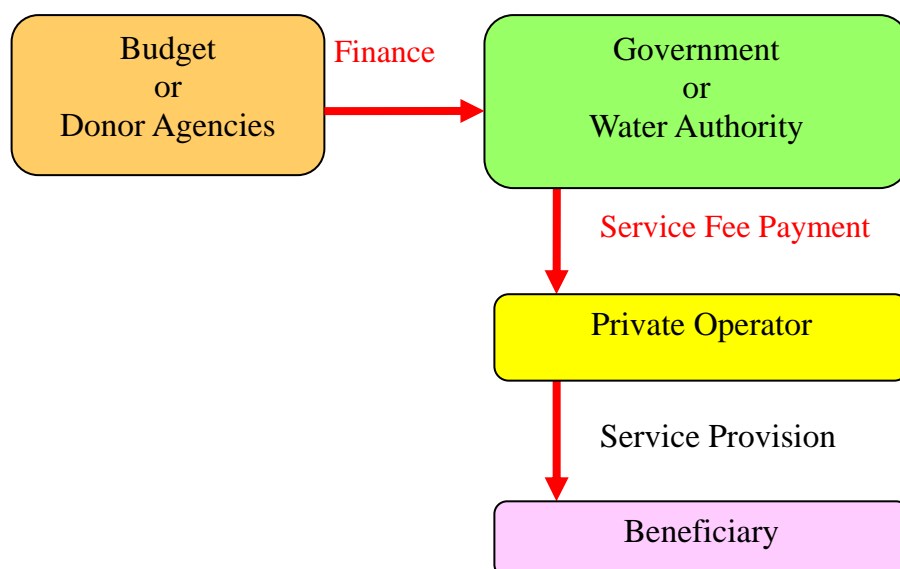 Budget
or
Donor Agencies
Finance
Government
or
Water Authority
Service Fee Payment
Private Operator
Service Provision
Beneficiary